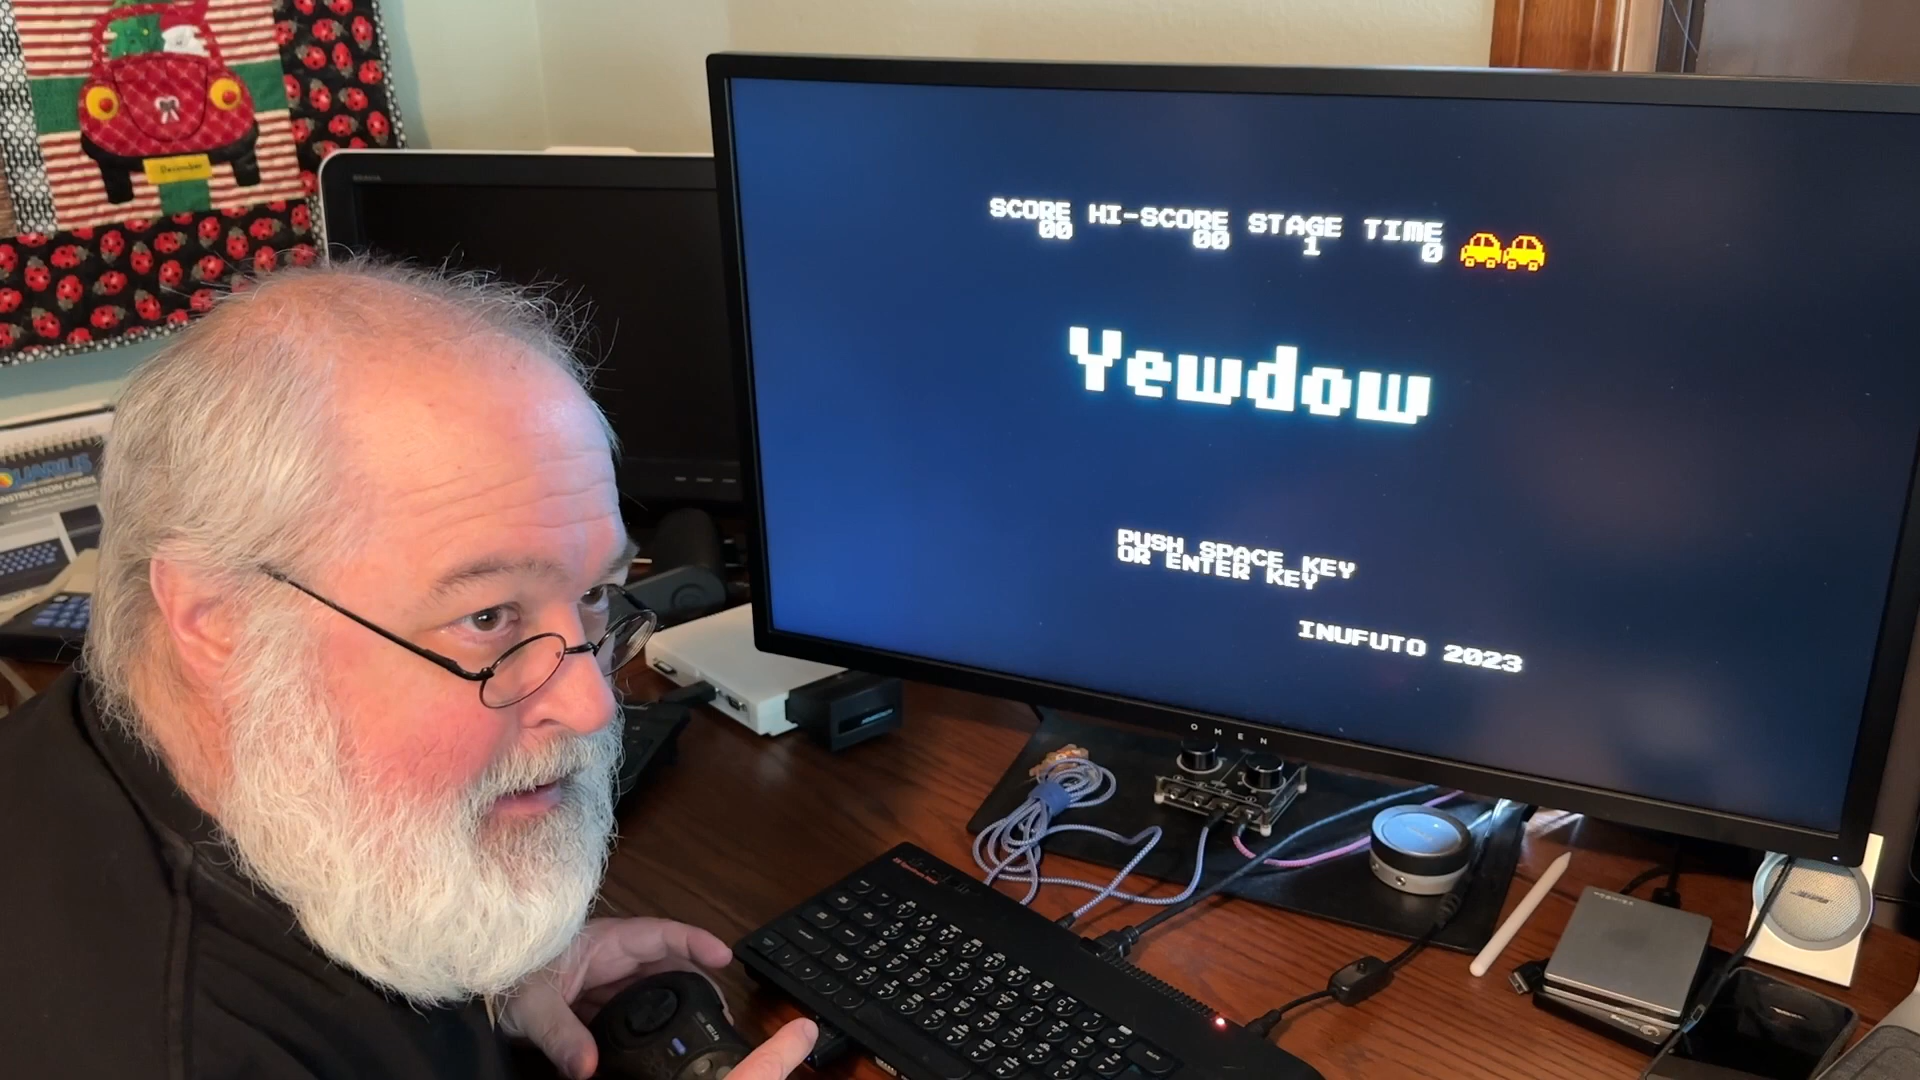 SCORE HI-SCORE STAGE TIME
00 00 1 0
Yewdow
PUSH SPACE KEY
OR ENTER KEY
INUFUTO 2023
OMEN
December